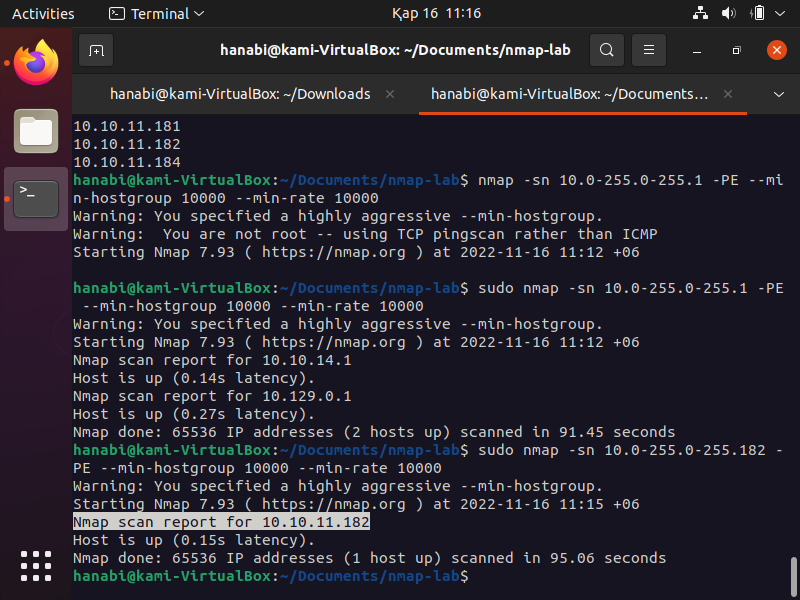 Activities
Terminal
Қар 16 11:16
hanabi@kami-VirtualBox: ~/Documents/nmap-lab
hanabi@kami-VirtualBox: ~/Downloads
hanabi@kami-VirtualBox: ~/Documents…
10.10.11.181
10.10.11.182
10.10.11.184
hanabi@kami-VirtualBox:~/Documents/nmap-lab$ nmap -sn 10.0-255.0-255.1 -PE --mi
n-hostgroup 10000 --min-rate 10000
Warning: You specified a highly aggressive --min-hostgroup.
Warning:  You are not root -- using TCP pingscan rather than ICMP
Starting Nmap 7.93 ( https://nmap.org ) at 2022-11-16 11:12 +06
hanabi@kami-VirtualBox:~/Documents/nmap-lab$ sudo nmap -sn 10.0-255.0-255.1 -PE
 --min-hostgroup 10000 --min-rate 10000
Warning: You specified a highly aggressive --min-hostgroup.
Starting Nmap 7.93 ( https://nmap.org ) at 2022-11-16 11:12 +06
Nmap scan report for 10.10.14.1
Host is up (0.14s latency).
Nmap scan report for 10.129.0.1
Host is up (0.27s latency).
Nmap done: 65536 IP addresses (2 hosts up) scanned in 91.45 seconds
hanabi@kami-VirtualBox:~/Documents/nmap-lab$ sudo nmap -sn 10.0-255.0-255.182 -
PE --min-hostgroup 10000 --min-rate 10000
Warning: You specified a highly aggressive --min-hostgroup.
Starting Nmap 7.93 ( https://nmap.org ) at 2022-11-16 11:15 +06
Nmap scan report for 10.10.11.182
Host is up (0.15s latency).
Nmap done: 65536 IP addresses (1 host up) scanned in 95.06 seconds
hanabi@kami-VirtualBox:~/Documents/nmap-lab$